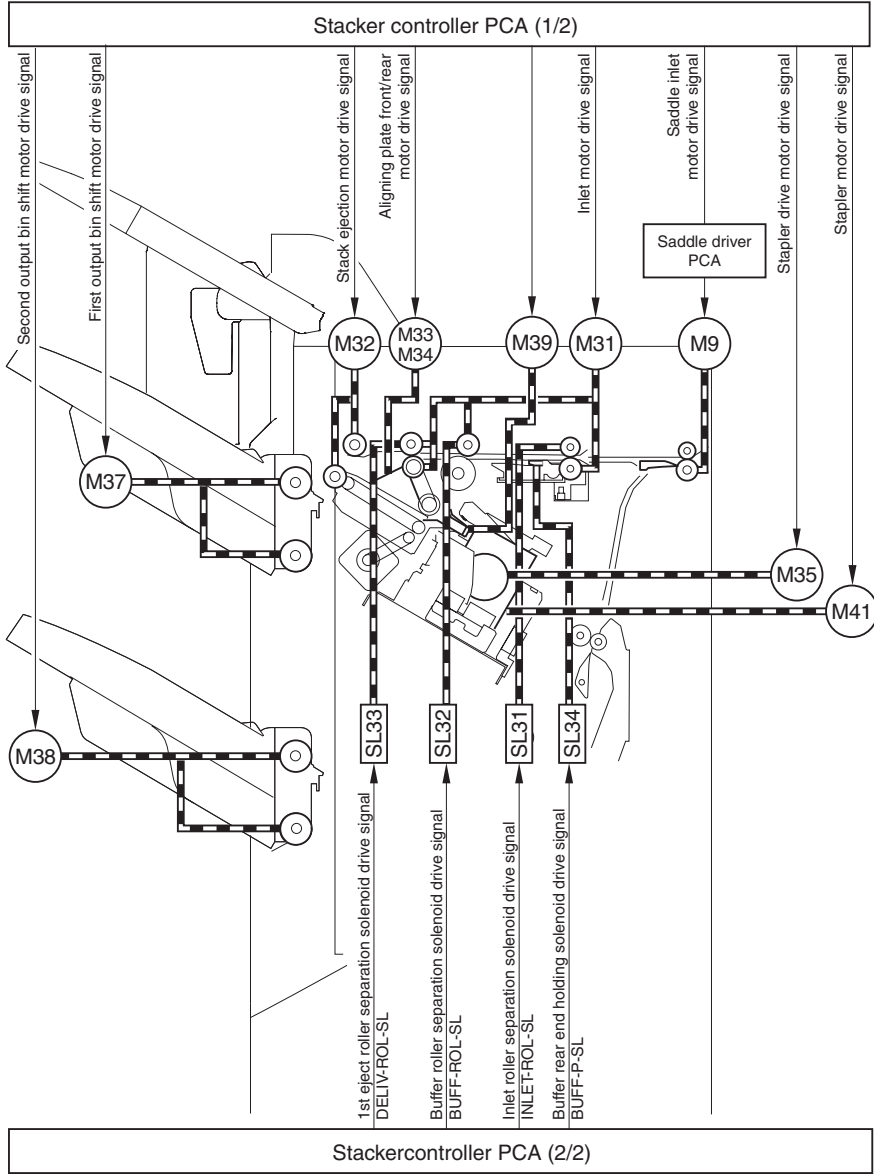 Stacker controller PCA (1/2)
Second output bin shift motor drive signal
First output bin shift motor drive signal
Stack ejection motor drive signal
Aligning plate front/rear
motor drive signal
Inlet motor drive signal
Saddle inlet
motor drive signal
Stapler drive motor drive signal
Stapler motor drive signal
Saddle driver
PCA
M32
M33
M34
M39
M31
M9
M37
M35
M41
M38
SL33
SL32
SL31
SL34
1st eject roller separation solenoid drive signal
DELIV-ROL-SL
Buffer roller separation solenoid drive signal
BUFF-ROL-SL
Inlet roller separation solenoid drive signal
INLET-ROL-SL
Buffer rear end holding solenoid drive signal
BUFF-P-SL
Stackercontroller PCA (2/2)